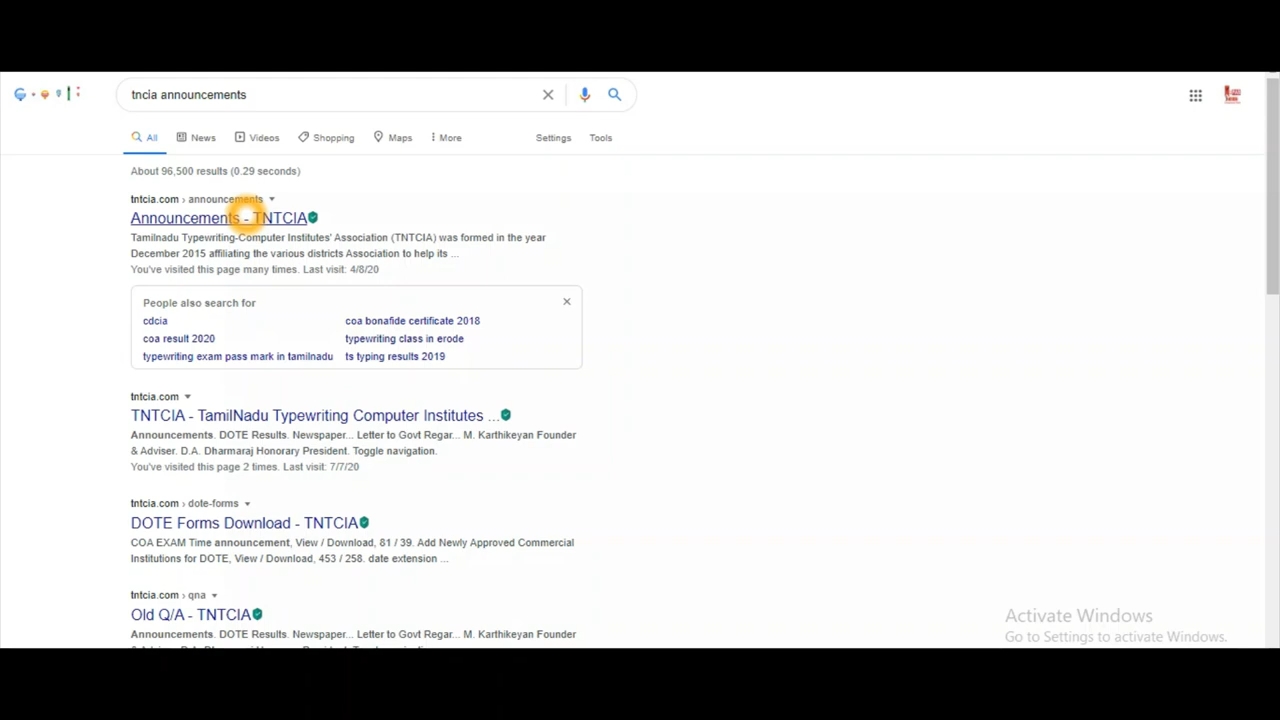 tncia announcements
All News Videos Shopping Maps More Settings Tools
About 96,500 results (0.29 seconds)
tntcia.com › announcements
Announcements - TNTCIA
Tamilnadu Typewriting-Computer Institutes' Association (TNTCIA) was formed in the year
December 2015 affiliating the various districts Association to help its ...
You've visited this page many times. Last visit: 4/8/20
People also search for
cdcia coa bonafide certificate 2018
coa result 2020 typewriting class in erode
typewriting exam pass mark in tamilnadu ts typing results 2019
tntcia.com
TNTCIA - TamilNadu Typewriting Computer Institutes ...
Announcements. DOTE Results. Newspaper... Letter to Govt Regar... M. Karthikeyan Founder
& Adviser. D.A. Dharmaraj Honorary President. Toggle navigation.
You've visited this page 2 times. Last visit: 7/7/20
tntcia.com › dote-forms
DOTE Forms Download - TNTCIA
COA EXAM Time announcement, View / Download, 81 / 39. Add Newly Approved Commercial
Institutions for DOTE, View / Download, 453 / 258. date extension ...
tntcia.com › qna
Old Q/A - TNTCIA
Announcements. DOTE Results. Newspaper... Letter to Govt Regar... M. Karthikeyan Founder
Activate Windows
Go to Settings to activate Windows.